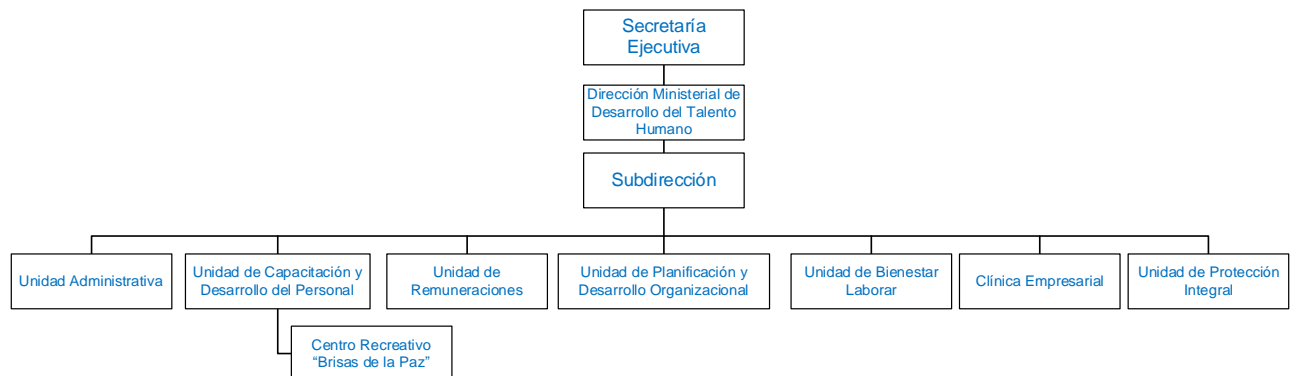 Secretaría
Ejecutiva
Dirección Ministerial de
Desarrollo del Talento
Humano
Subdirección
Unidad Administrativa
Unidad de Capacitación y
Desarrollo del Personal
Unidad de
Remuneraciones
Unidad de Planificación y
Desarrollo Organizacional
Unidad de Bienestar
Laborar
Clínica Empresarial
Unidad de Protección
Integral
Centro Recreativo
“Brisas de la Paz”